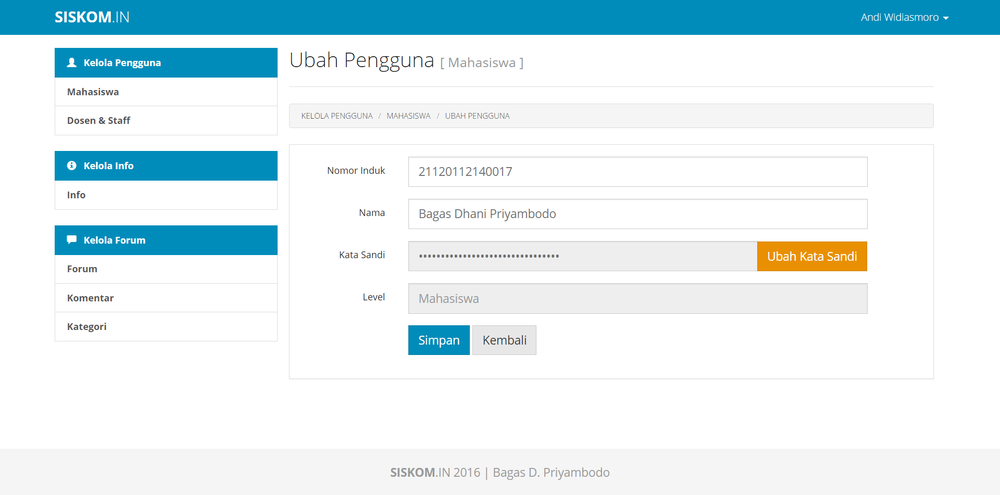 SISKOM.IN
Andi Widiasmoro
Kelola Pengguna
Mahasiswa
Dosen & Staff
Kelola Info
Info
Kelola Forum
Forum
Komentar
Kategori
Ubah Pengguna [ Mahasiswa ]
KELOLA PENGGUNA / MAHASISWA / UBAH PENGGUNA
Nomor Induk 21120112140017
Nama Bagas Dhani Priyambodo
Kata Sandi •••••••••••••••••••••••••••••••• Ubah Kata Sandi
Level Mahasiswa
Simpan Kembali
SISKOM.IN 2016 | Bagas D. Priyambodo